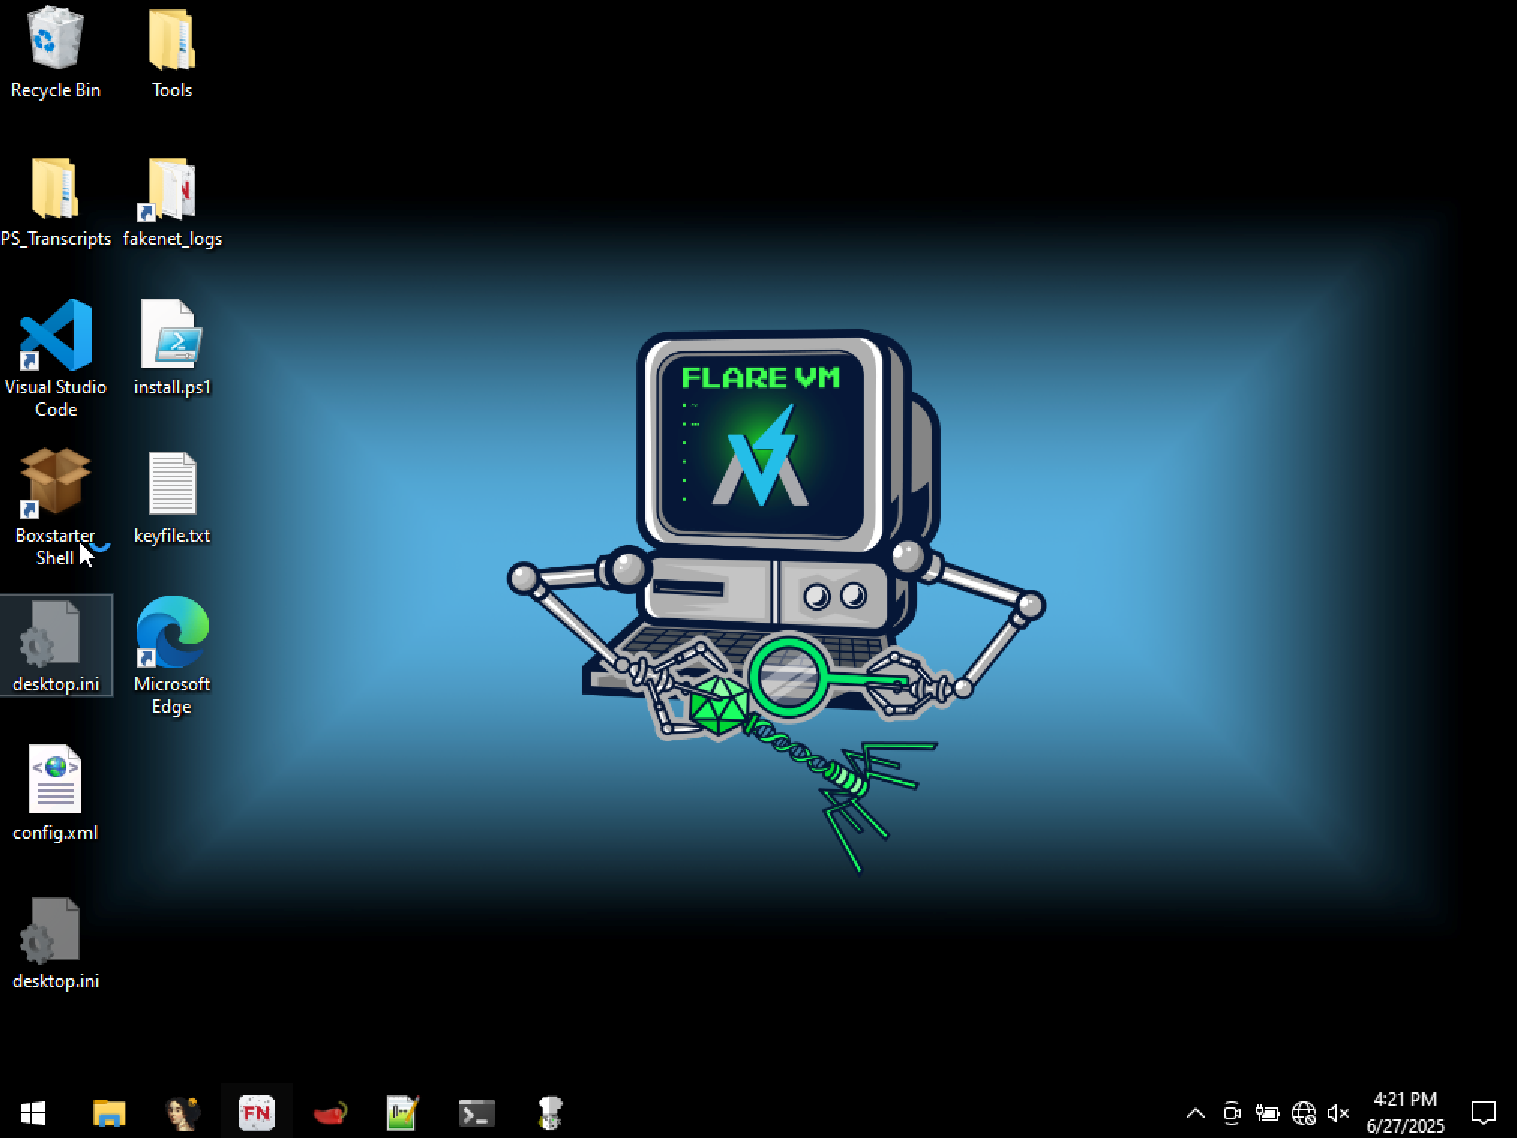 Recycle Bin
Tools
PS_Transcripts
fakenet_logs
Visual Studio
Code
install.ps1
Boxstarter
Shell
keyfile.txt
desktop.ini
Microsoft
Edge
config.xml
desktop.ini
FLARE VM
FN
4:21 PM
6/27/2025